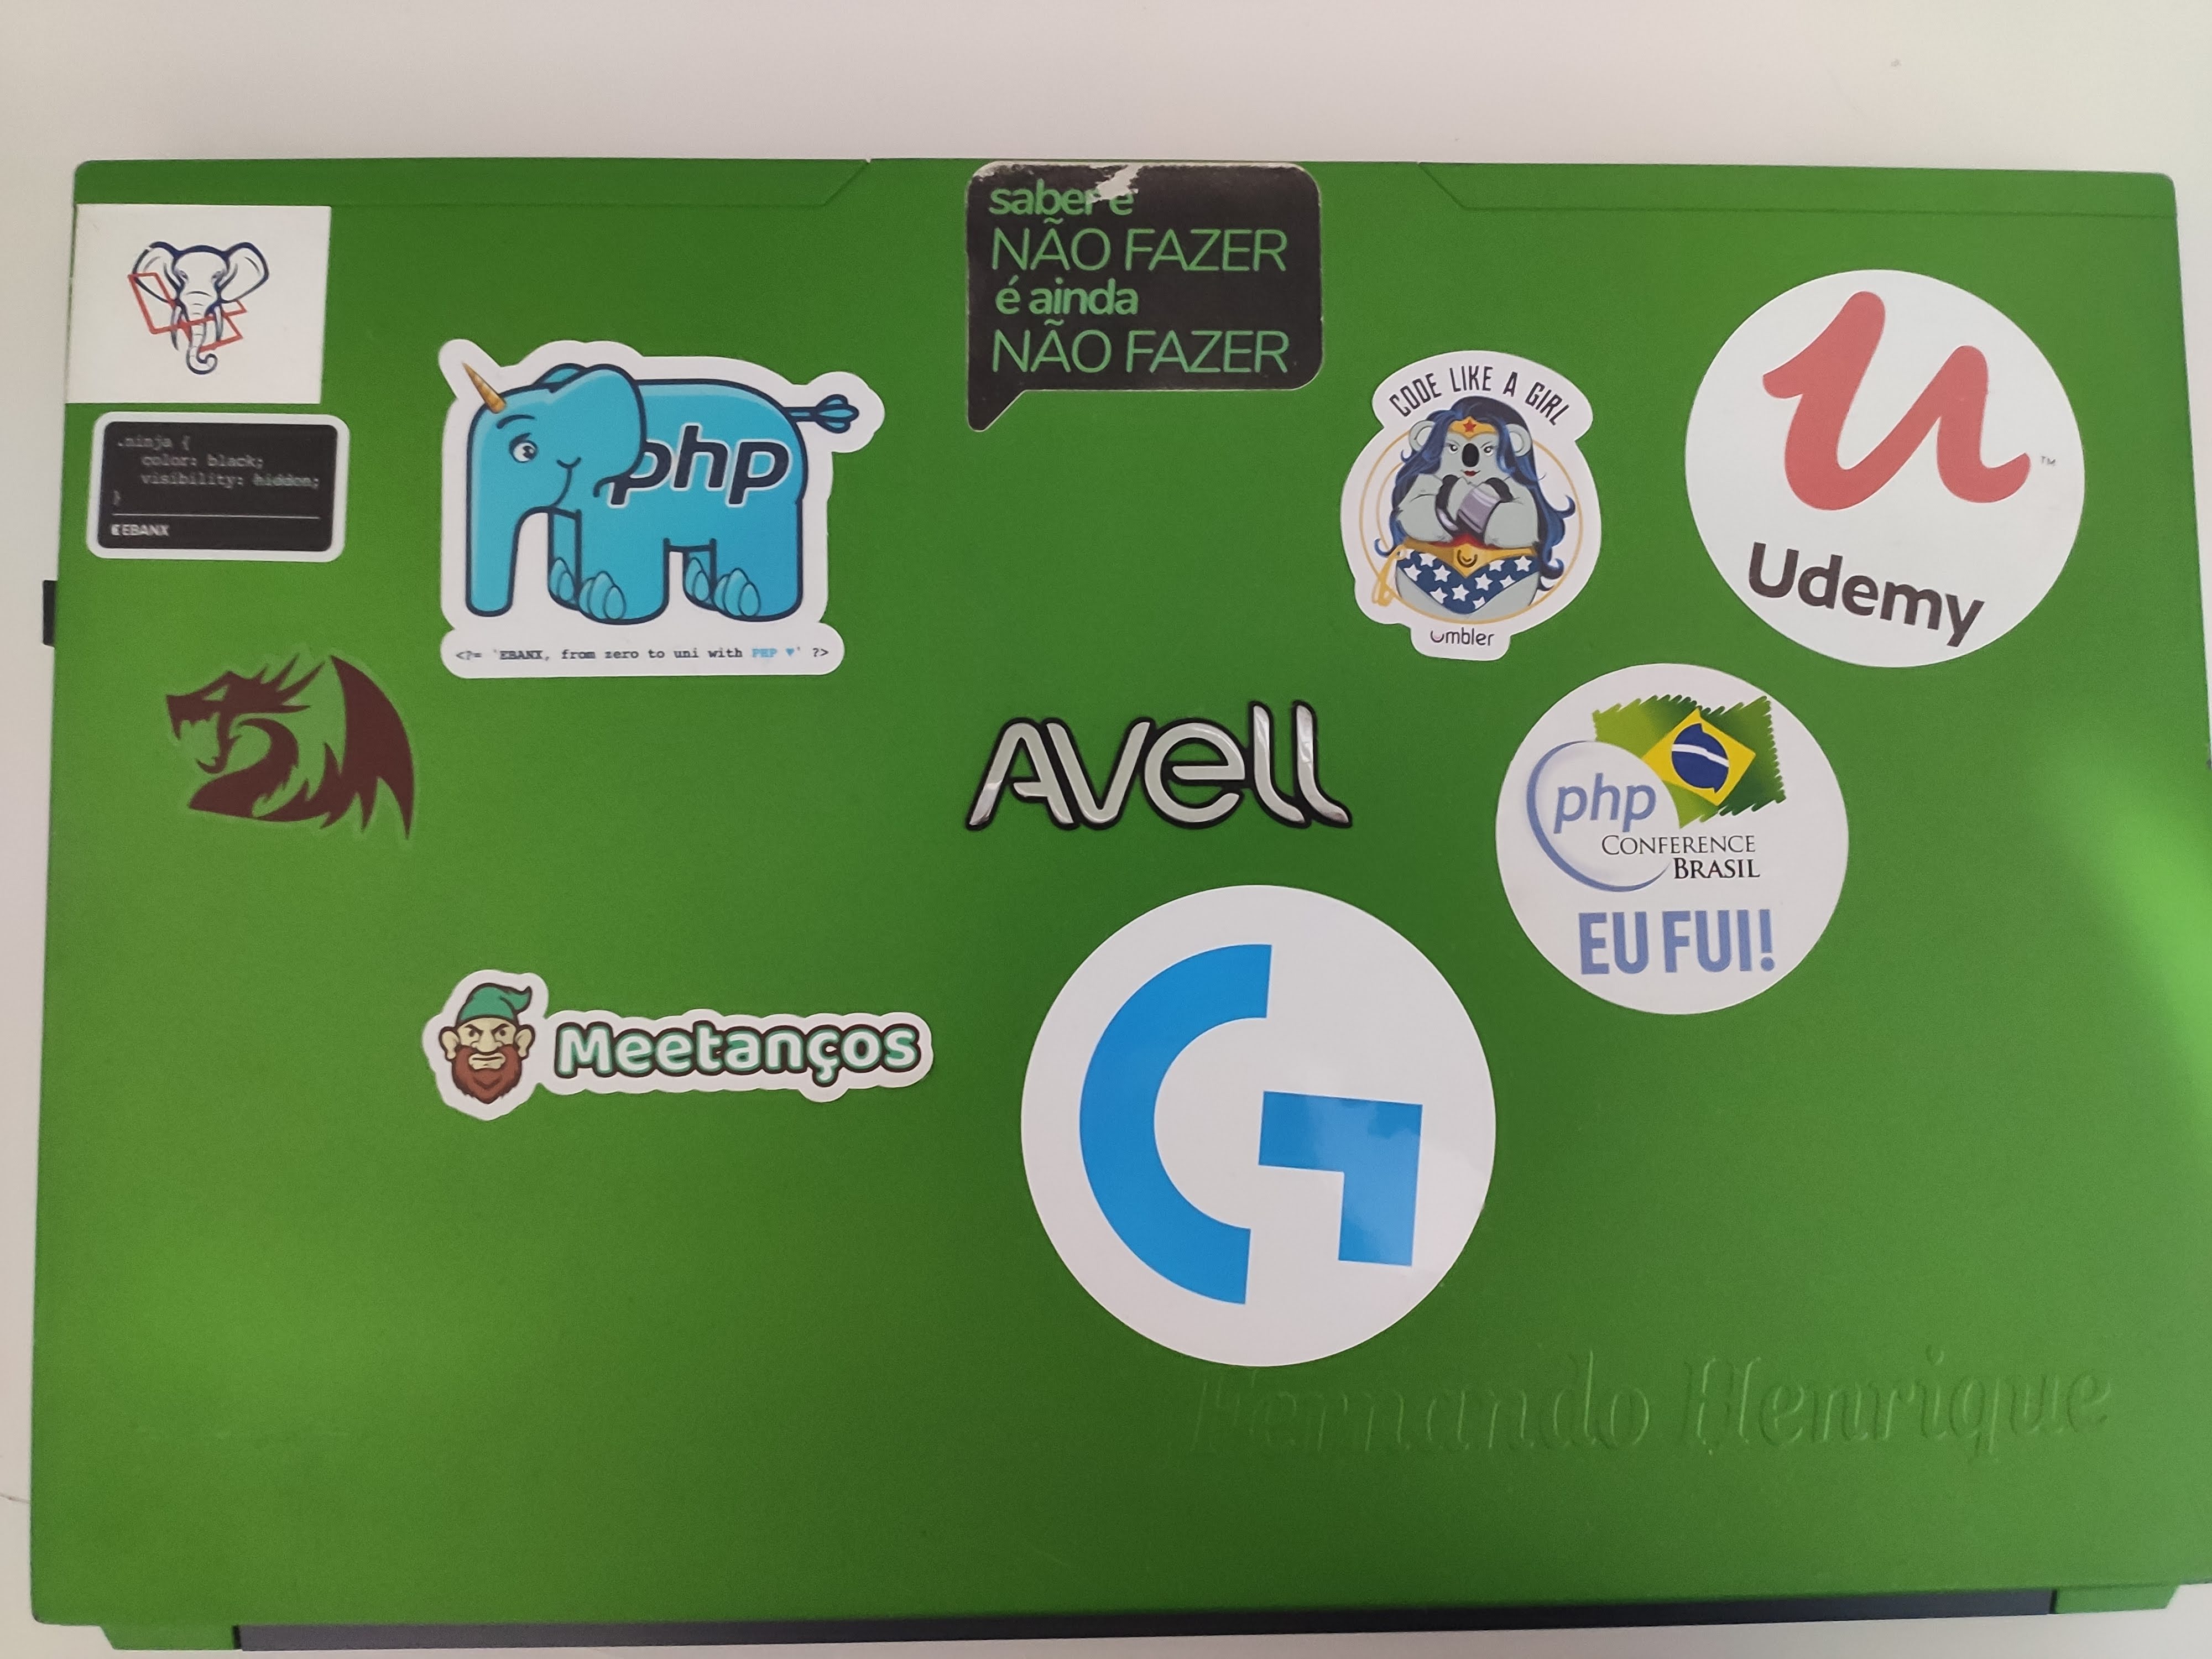 Fernando Henrique
Meetanços
EU FUI!
php
CONFERENCE
BRASIL
Avell
<?= 'EBANX, from zero to uni with PHP ♥' ?>
php
Udemy
TM
CODE LIKE A GIRL
umbler
.ninja {
color: black;
visibility: hidden;
}
EBANX
saber e
NÃO FAZER
é ainda
NÃO FAZER